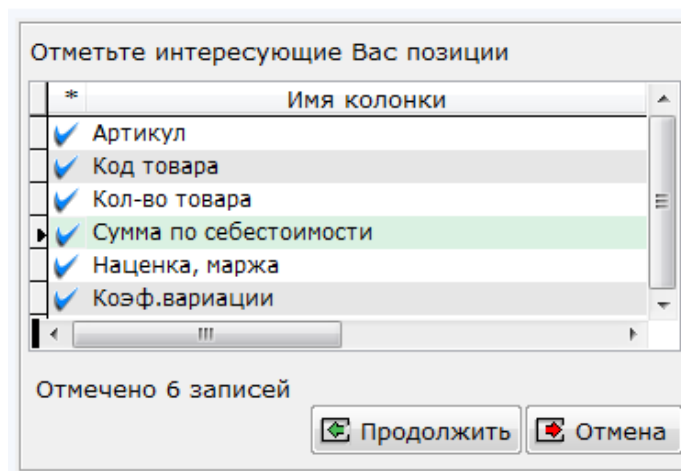 Отметьте интересующие Вас позиции
* Имя колонки
Артикул
Код товара
Кол-во товара
Сумма по себестоимости
Наценка, маржа
Коэф.вариации
Отмечено 6 записей
Продолжить Отмена